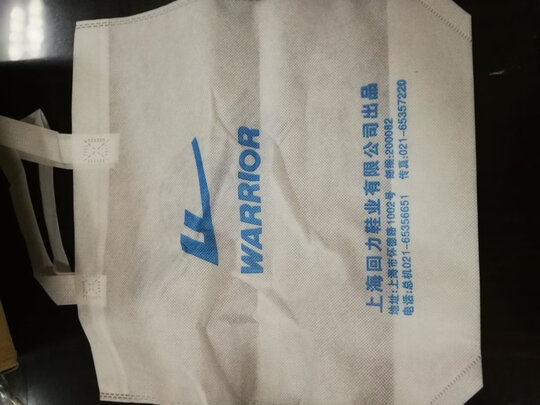 WARRIOR
上海回力鞋业有限公司出品
地址:上海市怀德路1002号 邮编:200082
电话:总机021-65356651 传真:021-65357220